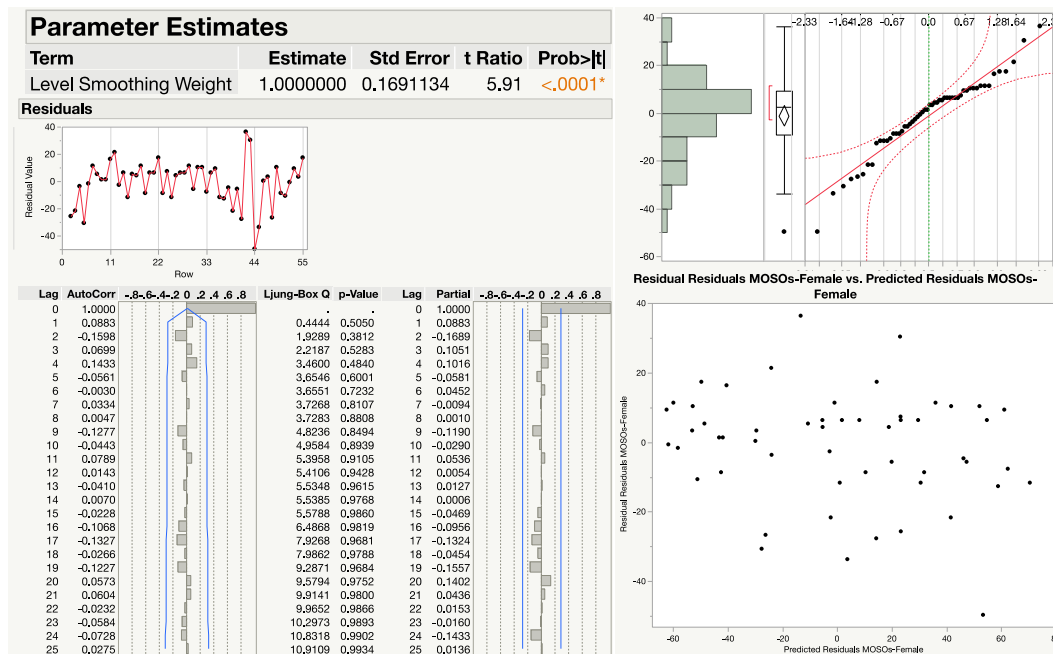 Parameter Estimates
Term Estimate Std Error t Ratio Prob>|t|
Level Smoothing Weight 1.0000000 0.1691134 5.91 <.0001*
Residuals
Residual Value
40
20
0
-20
-40
0 11 22 33 44 55
Row
Lag AutoCorr -.8-.6-.4-.2 0 .2 .4 .6 .8 Ljung-Box Q p-Value Lag Partial -.8-.6-.4-.2 0 .2 .4 .6 .8
0 1.0000 . . 0 1.0000
1 0.0883 0.4444 0.5050 1 0.0883
2 -0.1598 1.9289 0.3812 2 -0.1689
3 0.0699 2.2187 0.5283 3 0.1051
4 0.1433 3.4600 0.4840 4 0.1016
5 -0.0561 3.6546 0.6001 5 -0.0581
6 -0.0030 3.6551 0.7232 6 0.0452
7 0.0334 3.7268 0.8107 7 -0.0094
8 0.0047 3.7283 0.8808 8 0.0010
9 -0.1277 4.8236 0.8494 9 -0.1190
10 -0.0443 4.9584 0.8939 10 -0.0290
11 0.0789 5.3958 0.9105 11 0.0536
12 0.0143 5.4106 0.9428 12 0.0054
13 -0.0410 5.5348 0.9615 13 0.0127
14 0.0070 5.5385 0.9768 14 0.0006
15 -0.0228 5.5788 0.9860 15 -0.0469
16 -0.1068 6.4868 0.9819 16 -0.0956
17 -0.1327 7.9268 0.9681 17 -0.1324
18 -0.0266 7.9862 0.9788 18 -0.0454
19 -0.1227 9.2871 0.9684 19 -0.1557
20 0.0573 9.5794 0.9752 20 0.1402
21 0.0604 9.9141 0.9800 21 0.0436
22 -0.0232 9.9652 0.9866 22 0.0153
23 -0.0584 10.2973 0.9893 23 -0.0160
24 -0.0728 10.8318 0.9902 24 -0.1433
25 0.0275 10.9109 0.9934 25 0.0136
40
20
0
-20
-40
-60
-2.33 -1.64 -1.28 -0.67 0.0 0.67 1.28 1.64
Residual Residuals MOSOs-Female vs. Predicted Residuals MOSOs-
Female
Residual Residuals MOSOs-Female
40
20
0
-20
-40
-60 -40 -20 0 20 40 60
Predicted Residuals MOSOs-Female